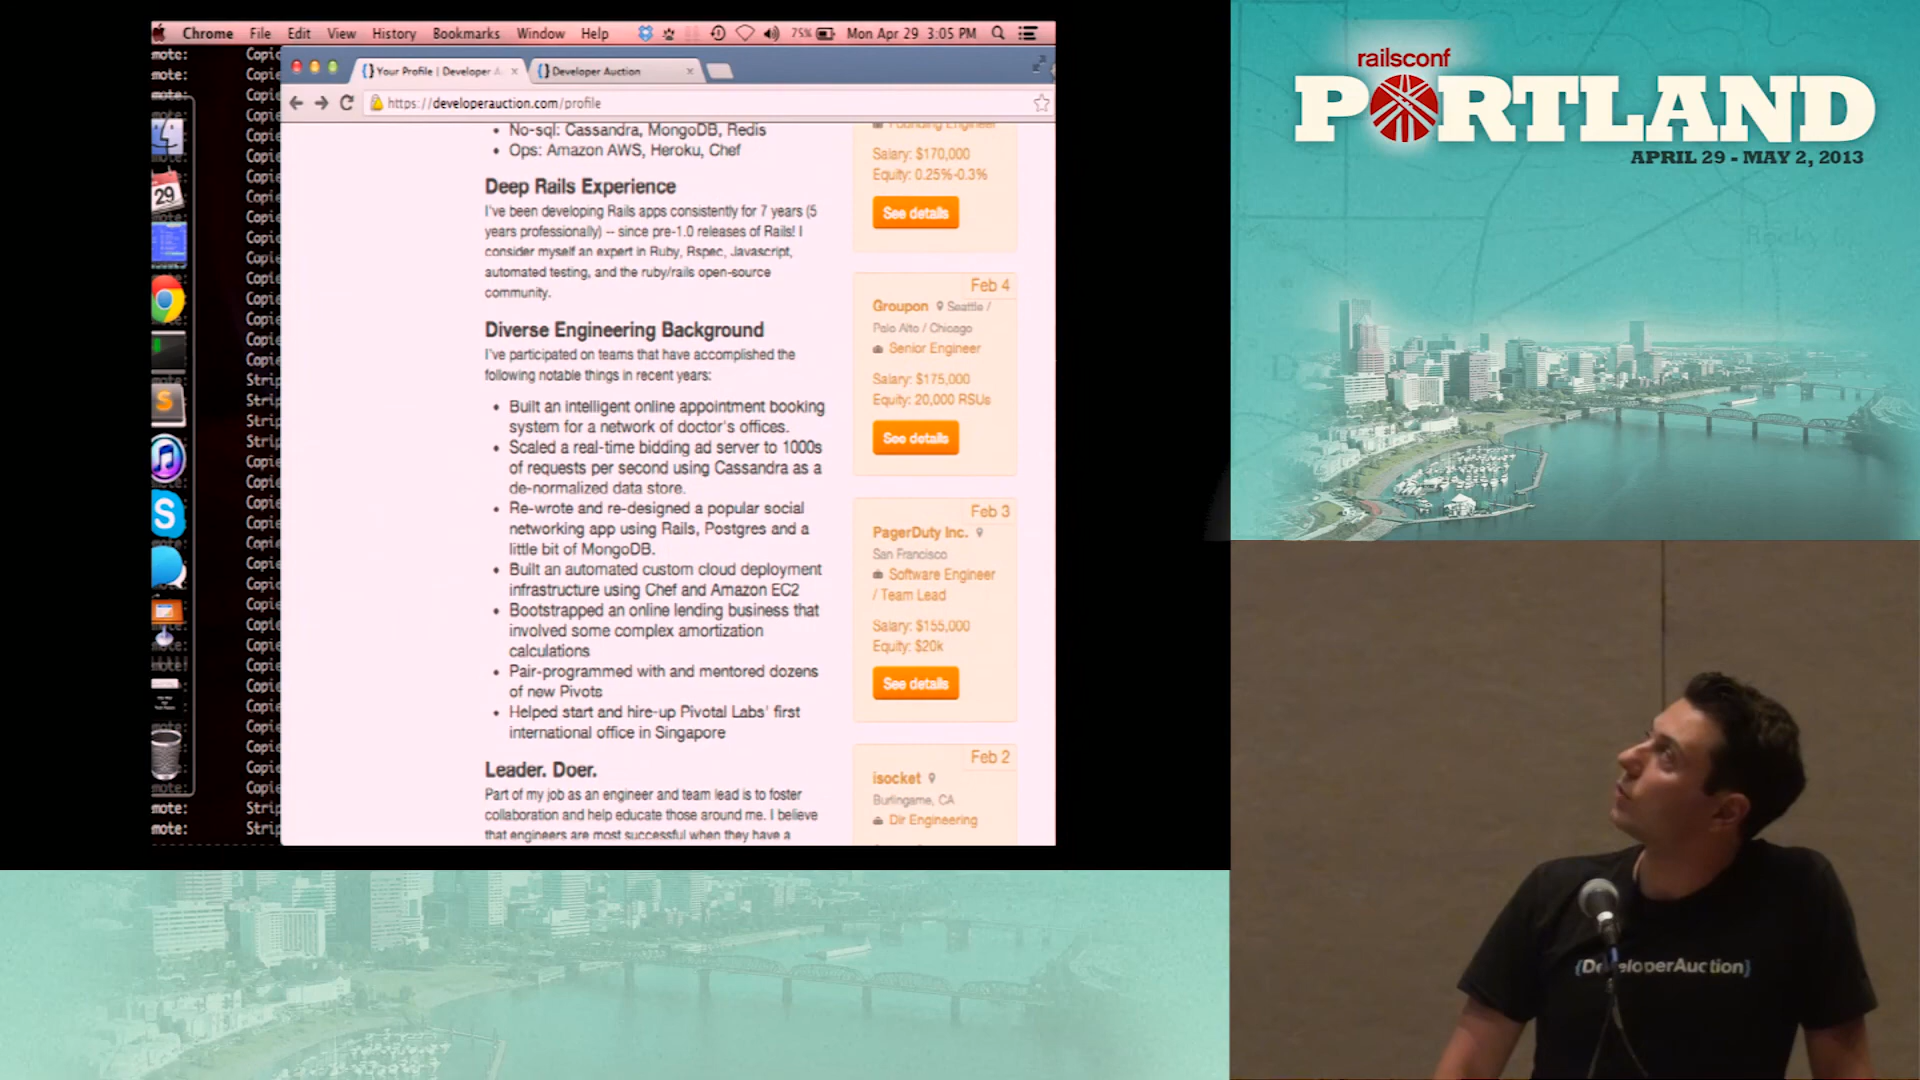 Chrome File Edit View History Bookmarks Window Help 75% Mon Apr 29 3:05 PM
{} Your Profile | Developer A × {} Developer Auction ×
https://developerauction.com/profile
• No-sql: Cassandra, MongoDB, Redis
• Ops: Amazon AWS, Heroku, Chef
Deep Rails Experience
I've been developing Rails apps consistently for 7 years (5
years professionally) -- since pre-1.0 releases of Rails! I
consider myself an expert in Ruby, Rspec, Javascript,
automated testing, and the ruby/rails open-source
community.
Diverse Engineering Background
I've participated on teams that have accomplished the
following notable things in recent years:
• Built an intelligent online appointment booking
system for a network of doctor's offices.
• Scaled a real-time bidding ad server to 1000s
of requests per second using Cassandra as a
de-normalized data store.
• Re-wrote and re-designed a popular social
networking app using Rails, Postgres and a
little bit of MongoDB.
• Built an automated custom cloud deployment
infrastructure using Chef and Amazon EC2
• Bootstrapped an online lending business that
involved some complex amortization
calculations
• Pair-programmed with and mentored dozens
of new Pivots
• Helped start and hire-up Pivotal Labs' first
international office in Singapore
Leader. Doer.
Part of my job as an engineer and team lead is to foster
collaboration and help educate those around me. I believe
that engineers are most successful when they have a
Founding Engineer
Salary: $170,000
Equity: 0.25%-0.3%
See details
Feb 4
Groupon Seattle /
Palo Alto / Chicago
Senior Engineer
Salary: $175,000
Equity: 20,000 RSUs
See details
Feb 3
PagerDuty Inc.
San Francisco
Software Engineer
/ Team Lead
Salary: $155,000
Equity: $20k
See details
Feb 2
isocket
Burlingame, CA
Dir Engineering
railsconf
PORTLAND
APRIL 29 - MAY 2, 2013
{DeveloperAuction}